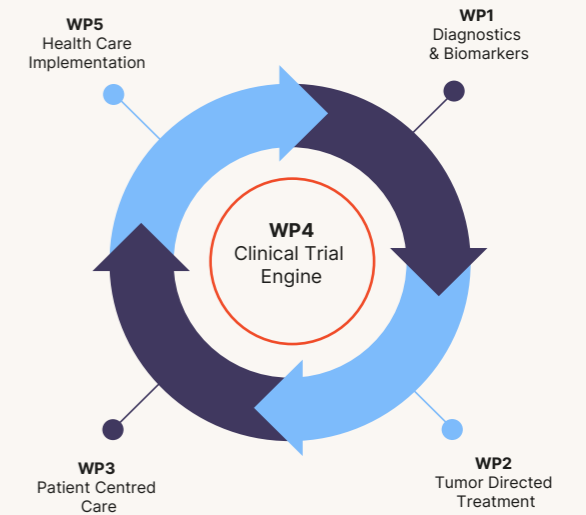 WP5
Health Care
Implementation
WP1
Diagnostics
& Biomarkers
WP4
Clinical Trial
Engine
WP3
Patient Centred
Care
WP2
Tumor Directed
Treatment